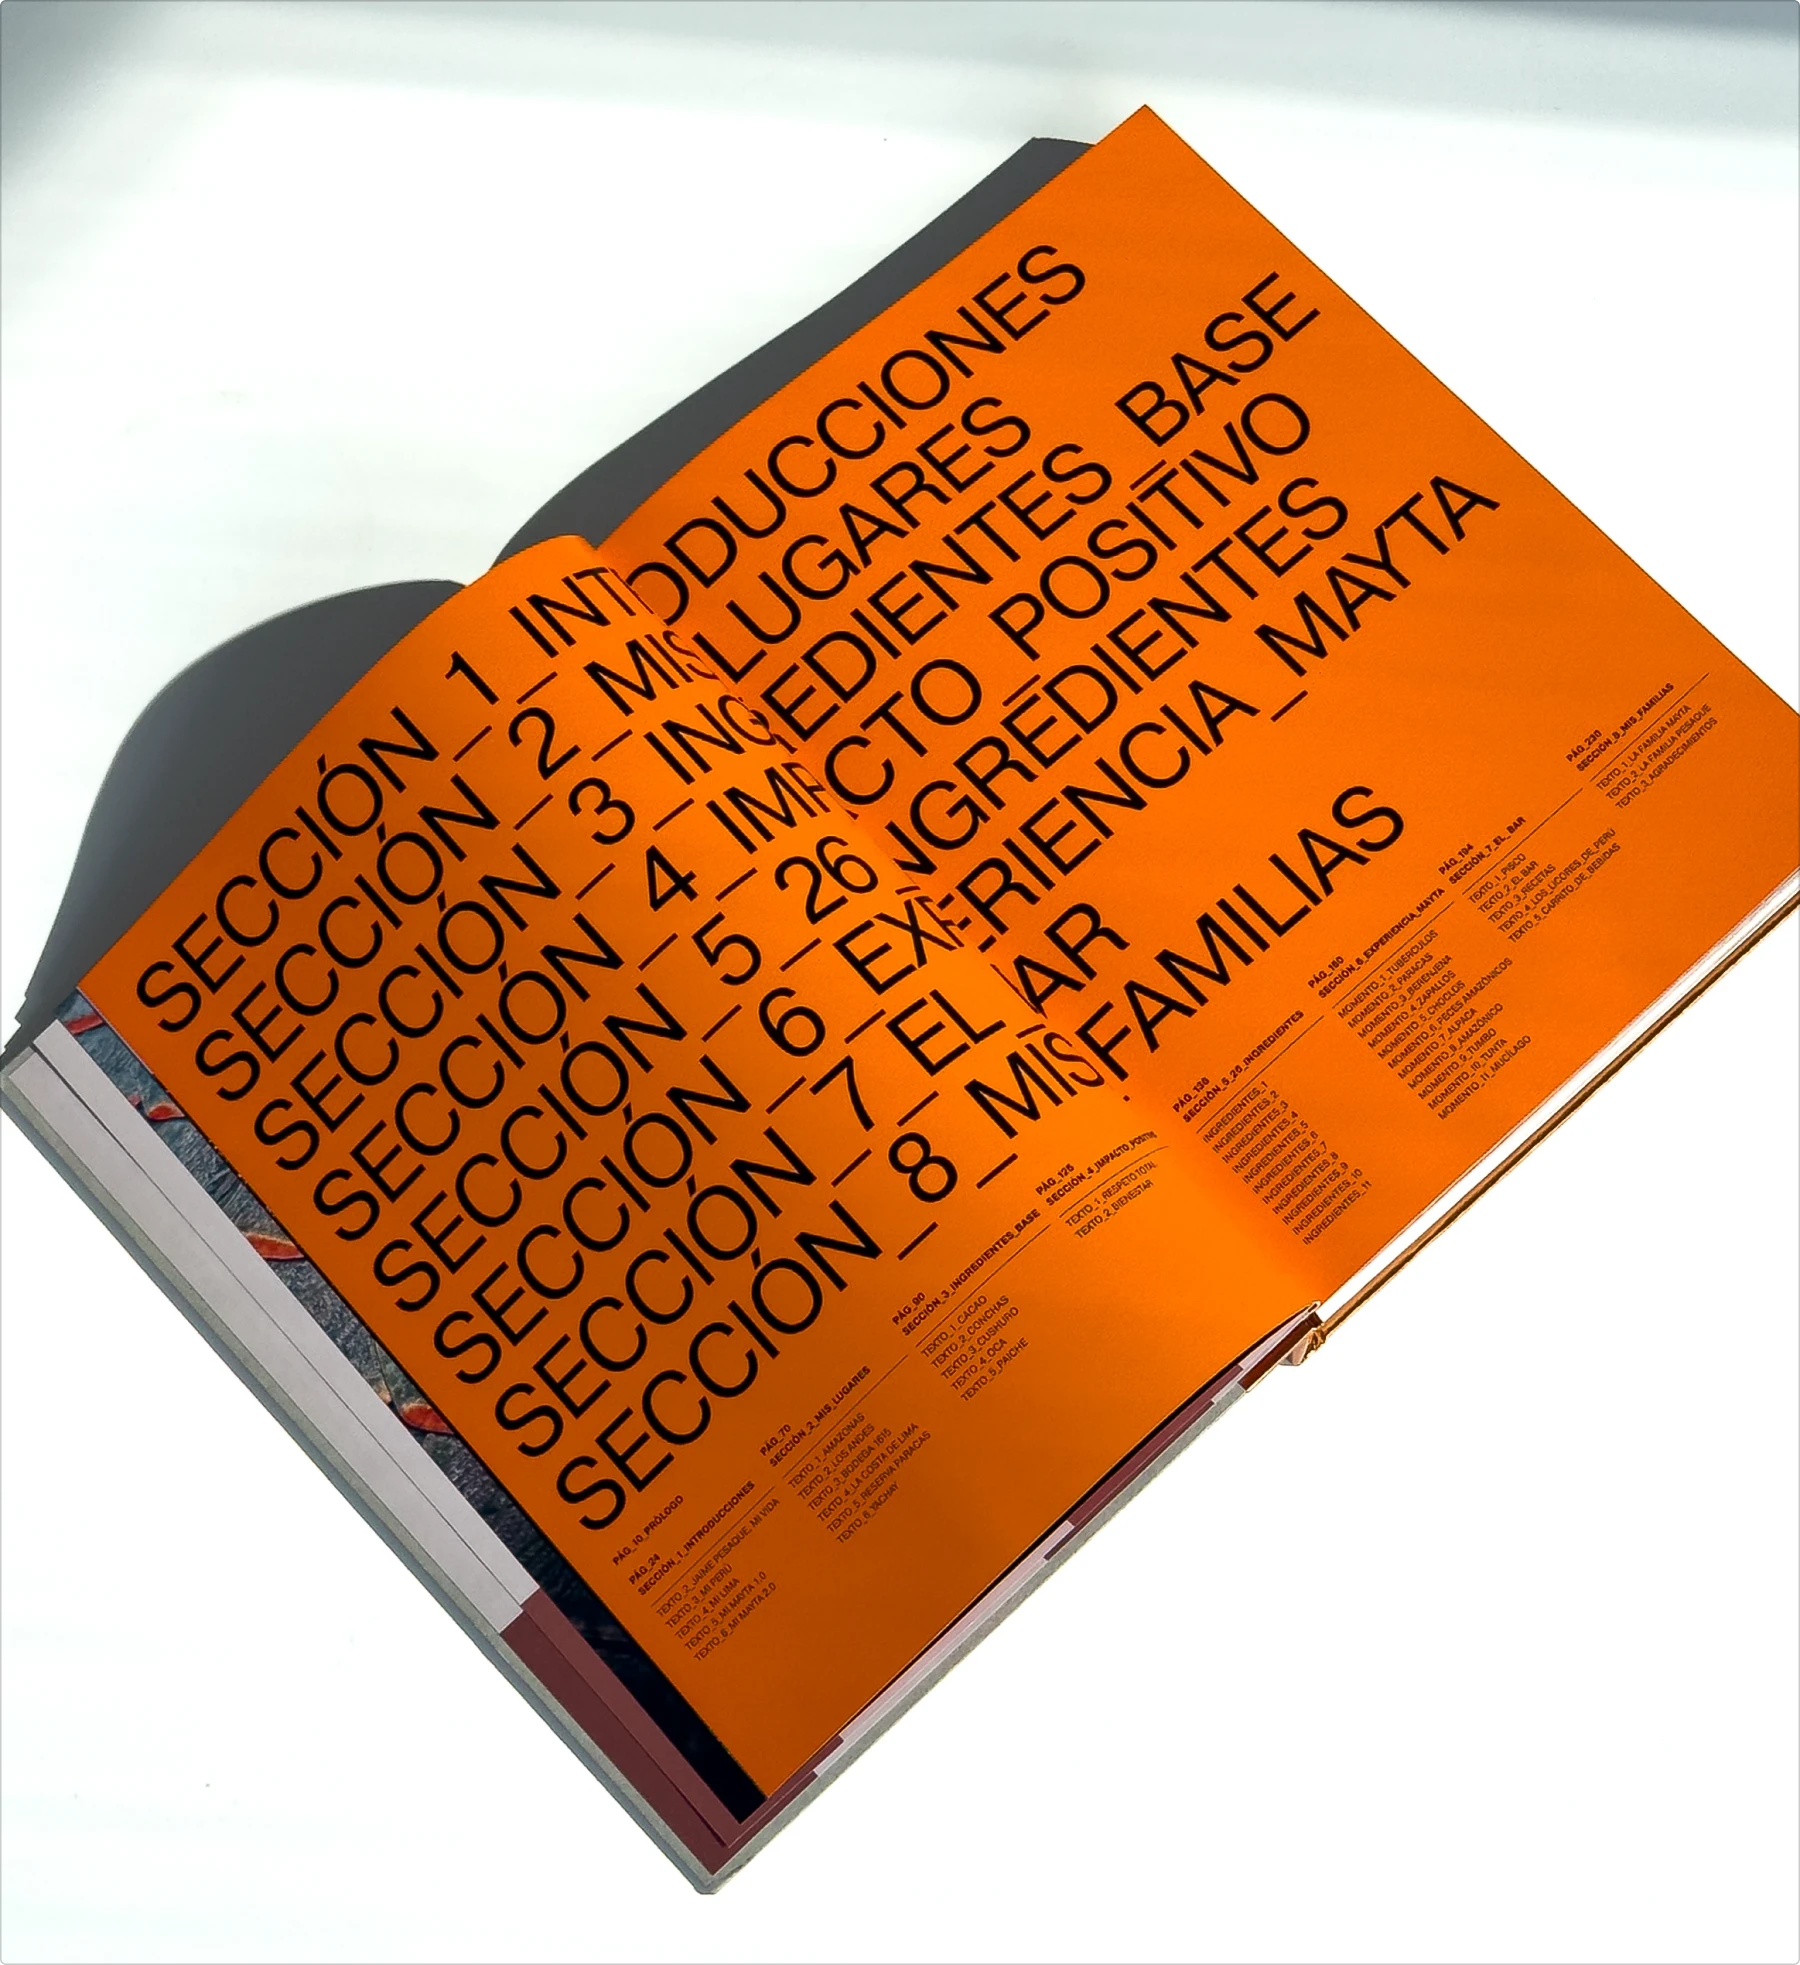 SECCIÓN_1_INTRODUCCIONES
SECCIÓN_2_MIS_LUGARES
SECCIÓN_3_INGREDIENTES_BASE
SECCIÓN_4_IMPACTO_POSITIVO
SECCIÓN_5_26_INGREDIENTES
SECCIÓN_6_EXPERIENCIA_MAYTA
SECCIÓN_7_EL_BAR
SECCIÓN_8_MIS_FAMILIAS
PÁG_10_PRÓLOGO
PÁG_24
SECCIÓN_1_INTRODUCCIONES
TEXTO_2_JAIME PESAQUE, MI VIDA
TEXTO_3_MI PERÚ
TEXTO_4_MI LIMA
TEXTO_5_MI MAYTA 1.0
TEXTO_6_MI MAYTA 2.0
PÁG_70
SECCIÓN_2_MIS_LUGARES
TEXTO_1_AMAZONAS
TEXTO_2_LOS ANDES
TEXTO_3_BODEGA 1615
TEXTO_4_LA COSTA DE LIMA
TEXTO_5_RESERVA PARACAS
TEXTO_6_YACHAY
PÁG_90
SECCIÓN_3_INGREDIENTES_BASE
TEXTO_1_CACAO
TEXTO_2_CONCHAS
TEXTO_3_CUSHURO
TEXTO_4_OCA
TEXTO_5_PAICHE
PÁG_126
SECCIÓN_4_IMPACTO_POSITIVO
TEXTO_1_RESPETO TOTAL
TEXTO_2_BIENESTAR
PÁG_136
SECCIÓN_5_26_INGREDIENTES
INGREDIENTES_1
INGREDIENTES_2
INGREDIENTES_3
INGREDIENTES_4
INGREDIENTES_5
INGREDIENTES_6
INGREDIENTES_7
INGREDIENTES_8
INGREDIENTES_9
INGREDIENTES_10
INGREDIENTES_11
PÁG_160
SECCIÓN_6_EXPERIENCIA_MAYTA
MOMENTO_1_TUBÉRCULOS
MOMENTO_2_PARACAS
MOMENTO_3_BERENJENA
MOMENTO_4_ZAPALLOS
MOMENTO_5_CHOCLOS
MOMENTO_6_PECES AMAZÓNICOS
MOMENTO_7_ALPACA
MOMENTO_8_AMAZÓNICO
MOMENTO_9_TUMBO
MOMENTO_10_TUNTA
MOMENTO_11_MUCÍLAGO
PÁG_194
SECCIÓN_7_EL_BAR
TEXTO_1_PISCO
TEXTO_2_EL BAR
TEXTO_3_RECETAS
TEXTO_4_LOS_LICORES_DE_PERÚ
TEXTO_5_CARRITO_DE_BEBIDAS
PÁG_230
SECCIÓN_8_MIS_FAMILIAS
TEXTO_1_LA FAMILIA MAYTA
TEXTO_2_LA FAMILIA PESAQUE
TEXTO_3_AGRADECIMIENTOS